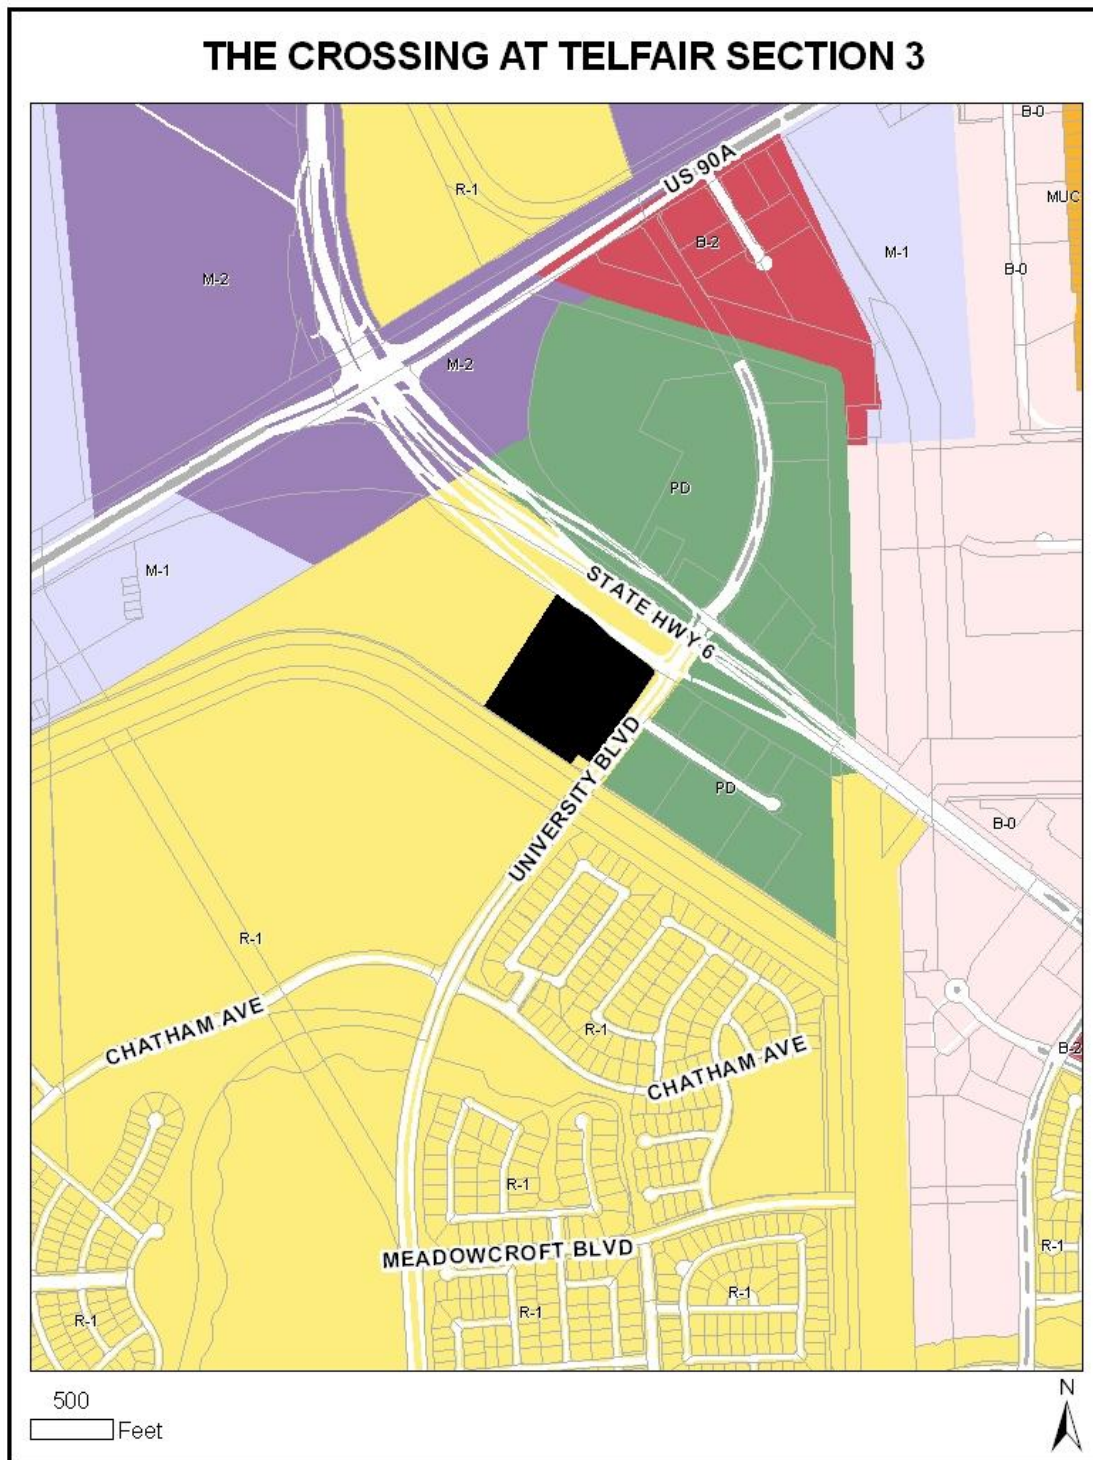 THE CROSSING AT TELFAIR SECTION 3
B-0
US 90A
R-1
MUC
B-2
M-1
B-0
M-2
M-2
PD
M-1
STATE HWY 6
UNIVERSITY BLVD
PD
B-0
R-1
CHATHAM AVE
R-1
CHATHAM AVE
B-2
R-1
MEADOWCROFT BLVD
R-1
R-1
R-1
R-1
500
Feet
N